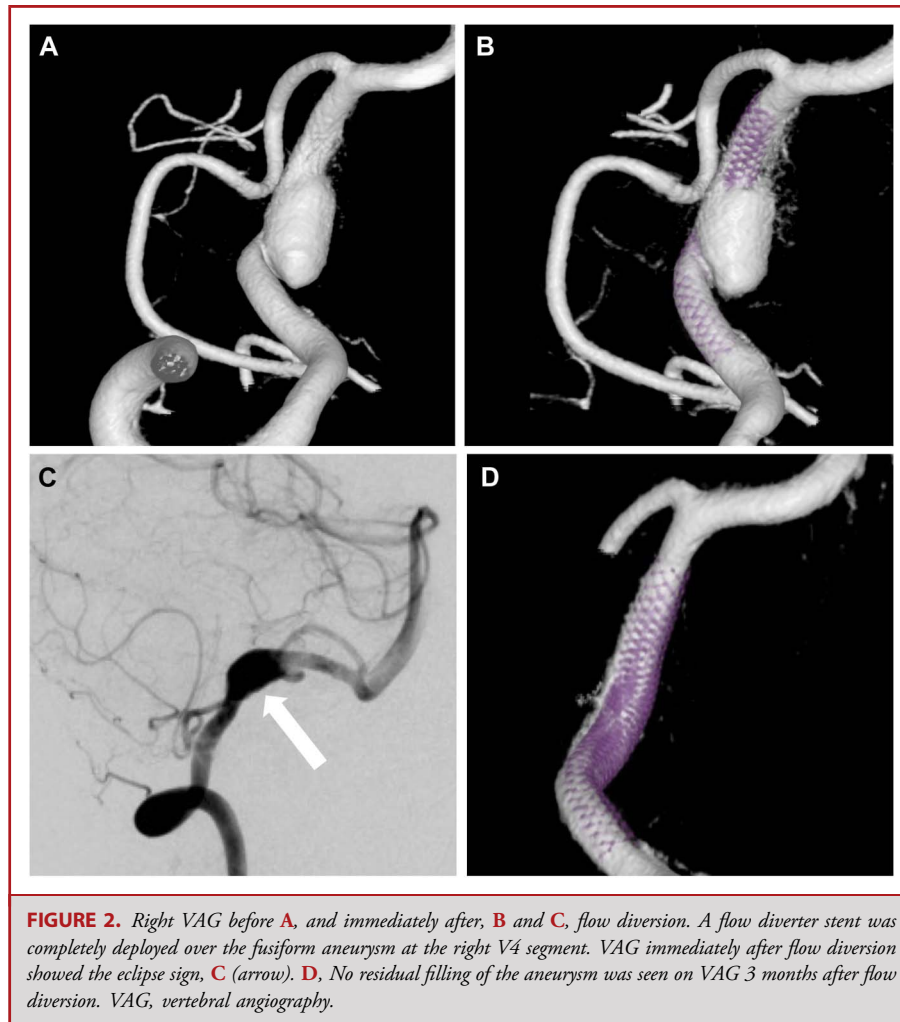 A
B
C
D
FIGURE 2. Right VAG before A, and immediately after, B and C, flow diversion. A flow diverter stent was
completely deployed over the fusiform aneurysm at the right V4 segment. VAG immediately after flow diversion
showed the eclipse sign, C (arrow). D, No residual filling of the aneurysm was seen on VAG 3 months after flow
diversion. VAG, vertebral angiography.